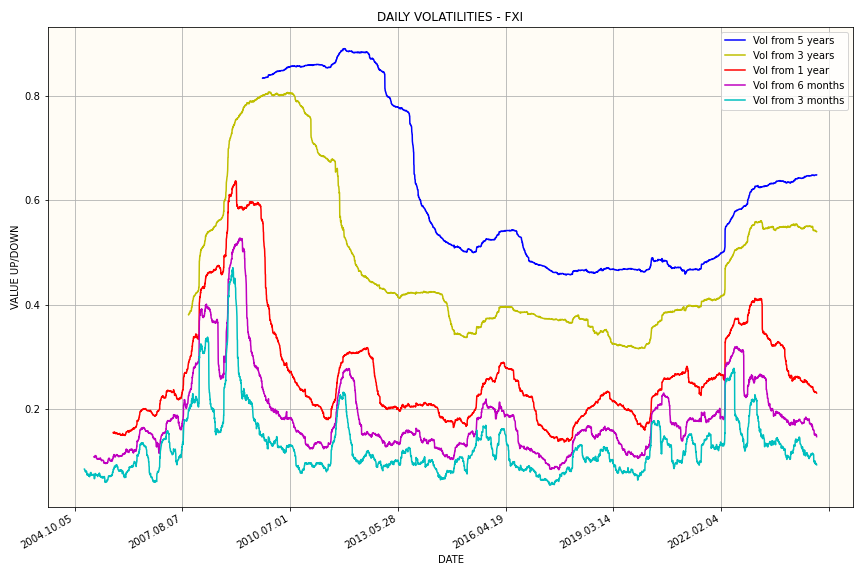 DAILY VOLATILITIES - FXI
Vol from 5 years
Vol from 3 years
Vol from 1 year
Vol from 6 months
Vol from 3 months
VALUE UP/DOWN
0.8
0.6
0.4
0.2
2004.10.05
2007.08.07
2010.07.01
2013.05.28
2016.04.19
2019.03.14
2022.02.04
DATE